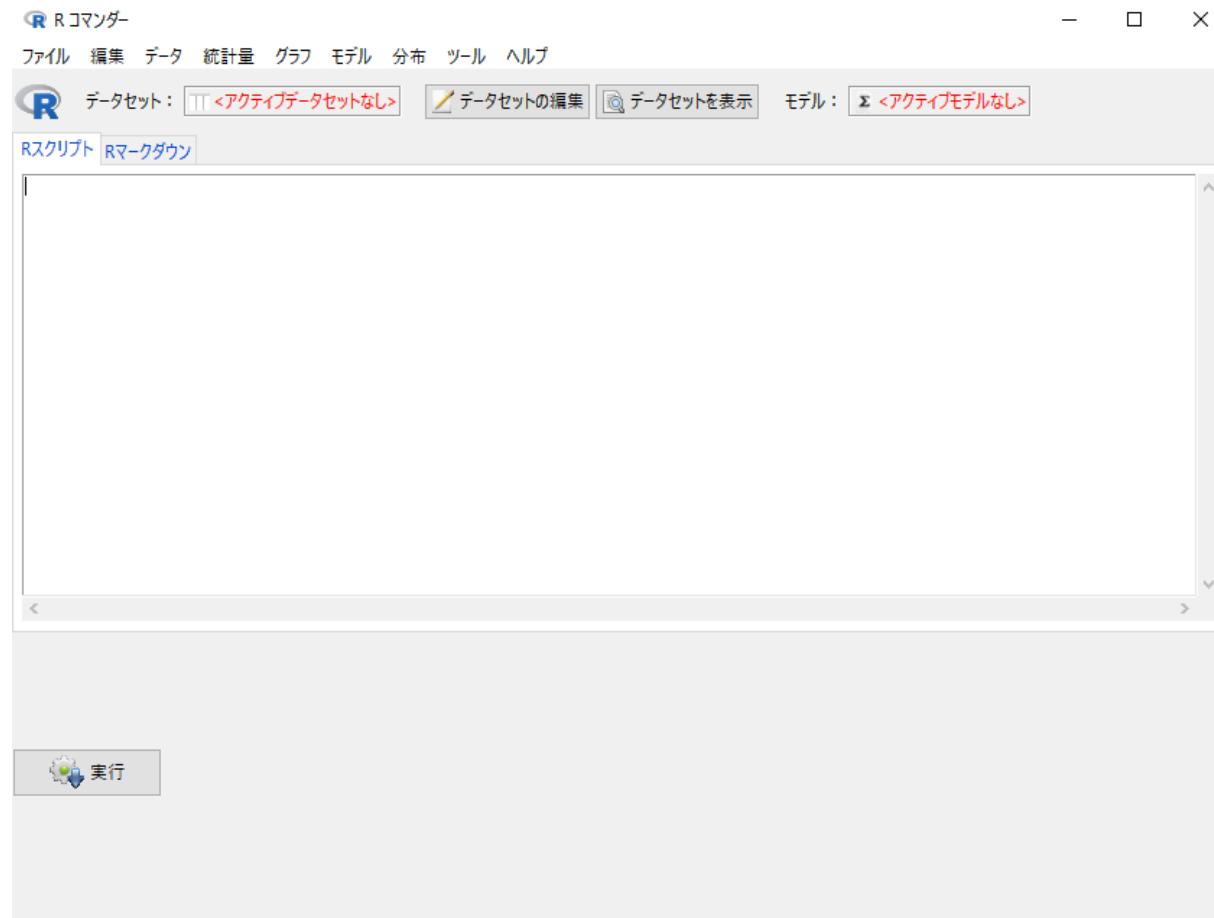 R コマンダー
ファイル 編集 データ 統計量 グラフ モデル 分布 ツール ヘルプ
R データセット： <アクティブデータセットなし> データセットの編集 データセットを表示 モデル： Σ <アクティブモデルなし>
Rスクリプト Rマークダウン
実行